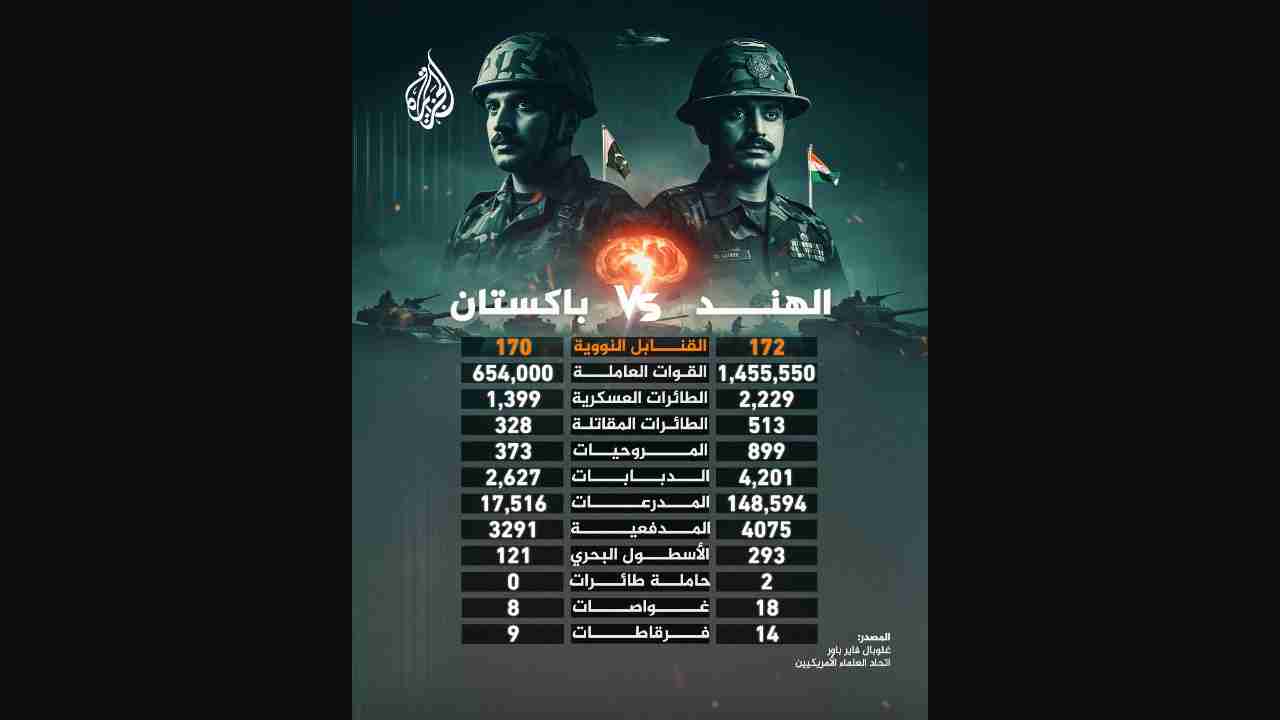 الجزيرة
الهند VS باكستان
172 القنابل النووية 170
1,455,550 القوات العاملة 654,000
2,229 الطائرات العسكرية 1,399
513 الطائرات المقاتلة 328
899 المروحيات 373
4,201 الدبابات 2,627
148,594 المدرعات 17,516
4075 المدفعية 3291
293 الأسطول البحري 121
2 حاملة طائرات 0
18 غواصات 8
14 فرقاطات 9
المصدر:
غلوبال فاير باور
اتحاد العلماء الأمريكيين